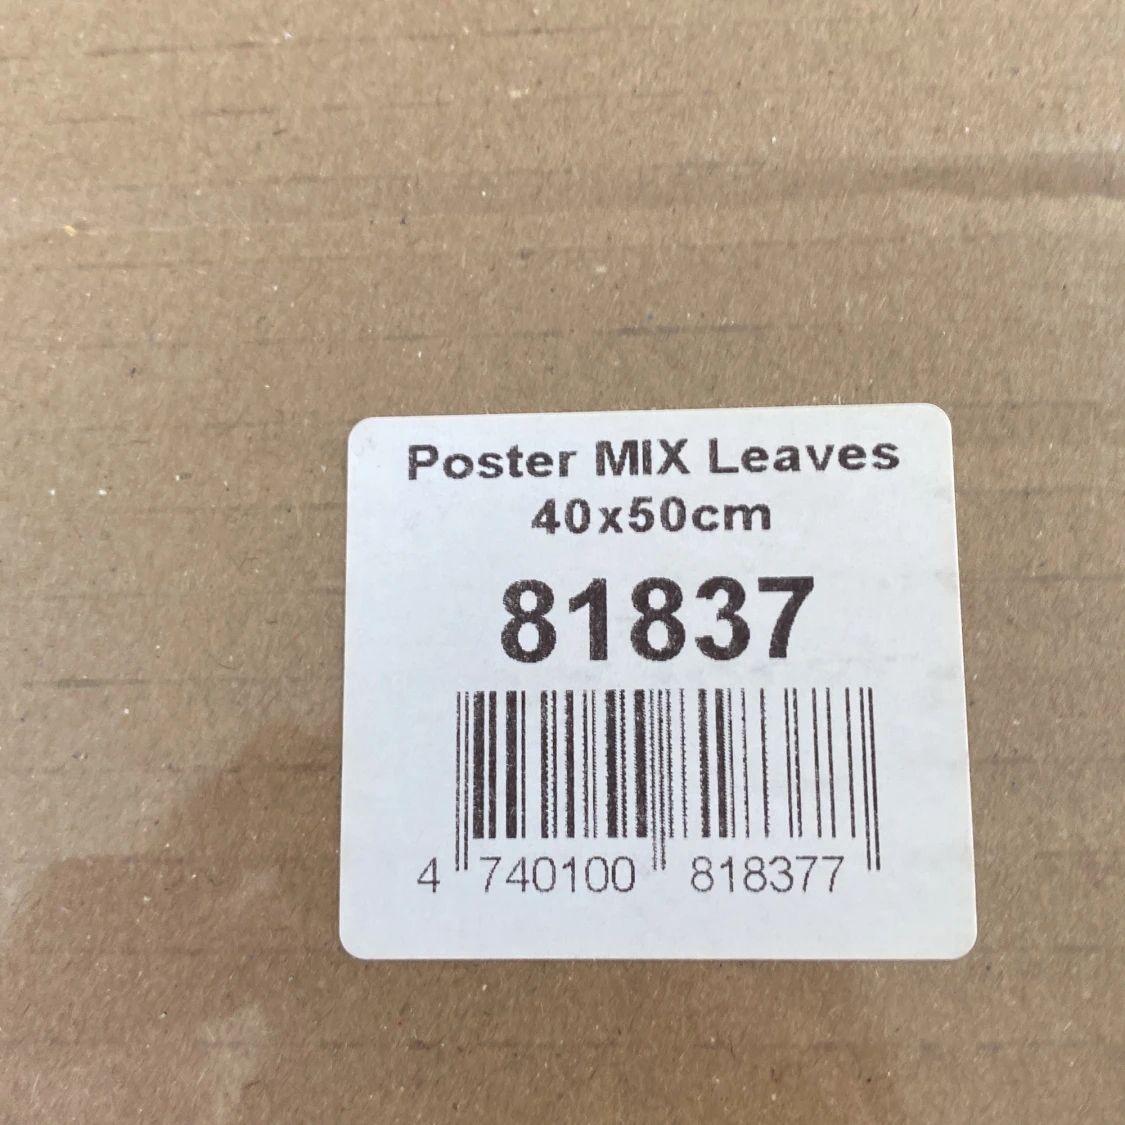 Poster MIX Leaves
40x50cm
81837
4 740100 818377